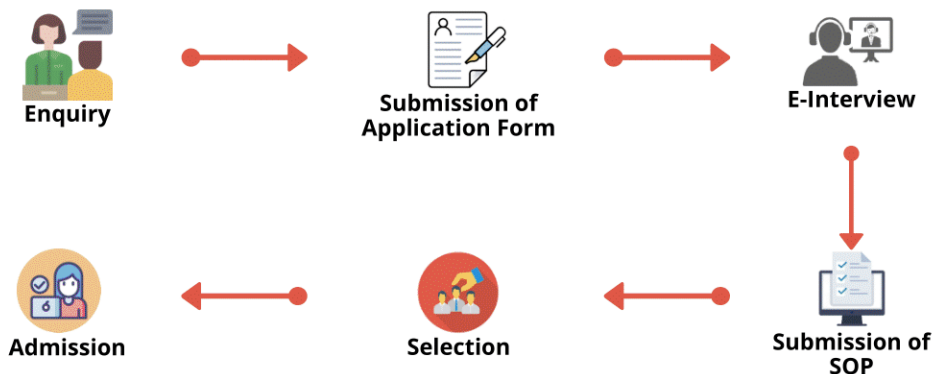 Enquiry
Submission of
Application Form
E-Interview
Submission of
SOP
Selection
Admission